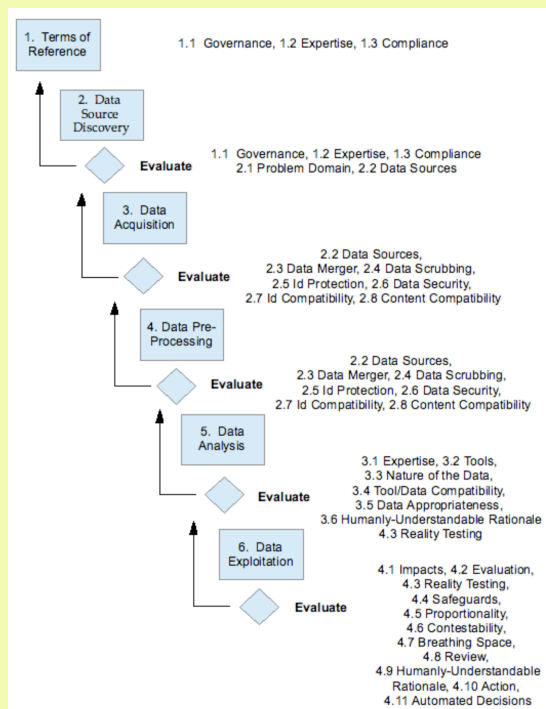 1. Terms of
Reference
1.1 Governance, 1.2 Expertise, 1.3 Compliance
2. Data
Source
Discovery
Evaluate
1.1 Governance, 1.2 Expertise, 1.3 Compliance
2.1 Problem Domain, 2.2 Data Sources
3. Data
Acquisition
Evaluate
2.2 Data Sources,
2.3 Data Merger, 2.4 Data Scrubbing,
2.5 Id Protection, 2.6 Data Security,
2.7 Id Compatibility, 2.8 Content Compatibility
4. Data Pre-
Processing
Evaluate
2.2 Data Sources,
2.3 Data Merger, 2.4 Data Scrubbing,
2.5 Id Protection, 2.6 Data Security,
2.7 Id Compatibility, 2.8 Content Compatibility
5. Data
Analysis
Evaluate
3.1 Expertise, 3.2 Tools,
3.3 Nature of the Data,
3.4 Tool/Data Compatibility,
3.5 Data Appropriateness,
3.6 Humanly-Understandable Rationale
4.3 Reality Testing
6. Data
Exploitation
Evaluate
4.1 Impacts, 4.2 Evaluation,
4.3 Reality Testing,
4.4 Safeguards,
4.5 Proportionality,
4.6 Contestability,
4.7 Breathing Space,
4.8 Review,
4.9 Humanly-Understandable
Rationale, 4.10 Action,
4.11 Automated Decisions